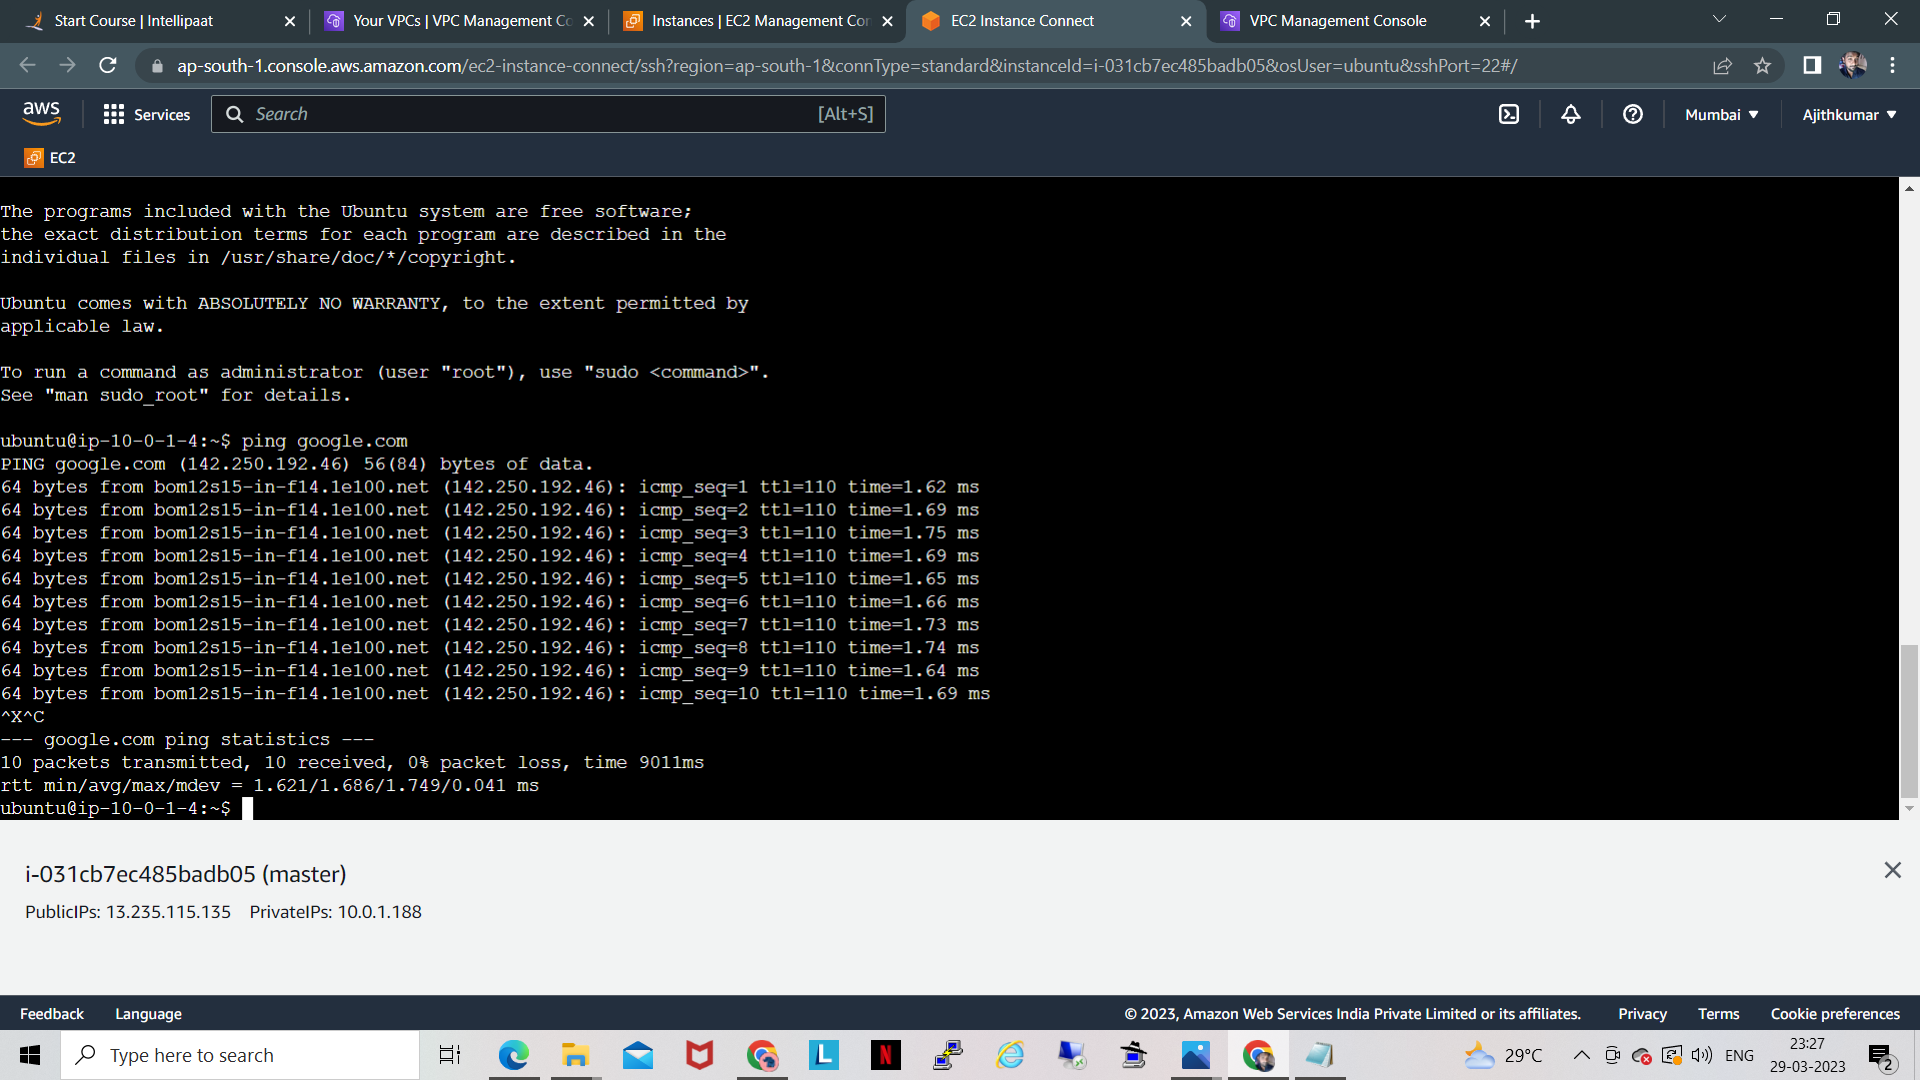 Start Course | Intellipaat
Your VPCs | VPC Management Co
Instances | EC2 Management Con
EC2 Instance Connect
VPC Management Console
ap-south-1.console.aws.amazon.com/ec2-instance-connect/ssh?region=ap-south-1&connType=standard&instanceId=i-031cb7ec485badb05&osUser=ubuntu&sshPort=22#/
aws
Services
Search
[Alt+S]
Mumbai
Ajithkumar
EC2
The programs included with the Ubuntu system are free software;
the exact distribution terms for each program are described in the
individual files in /usr/share/doc/*/copyright.
Ubuntu comes with ABSOLUTELY NO WARRANTY, to the extent permitted by
applicable law.
To run a command as administrator (user "root"), use "sudo <command>".
See "man sudo_root" for details.
ubuntu@ip-10-0-1-4:~$ ping google.com
PING google.com (142.250.192.46) 56(84) bytes of data.
64 bytes from bom12s15-in-f14.1e100.net (142.250.192.46): icmp_seq=1 ttl=110 time=1.62 ms
64 bytes from bom12s15-in-f14.1e100.net (142.250.192.46): icmp_seq=2 ttl=110 time=1.69 ms
64 bytes from bom12s15-in-f14.1e100.net (142.250.192.46): icmp_seq=3 ttl=110 time=1.75 ms
64 bytes from bom12s15-in-f14.1e100.net (142.250.192.46): icmp_seq=4 ttl=110 time=1.69 ms
64 bytes from bom12s15-in-f14.1e100.net (142.250.192.46): icmp_seq=5 ttl=110 time=1.65 ms
64 bytes from bom12s15-in-f14.1e100.net (142.250.192.46): icmp_seq=6 ttl=110 time=1.66 ms
64 bytes from bom12s15-in-f14.1e100.net (142.250.192.46): icmp_seq=7 ttl=110 time=1.73 ms
64 bytes from bom12s15-in-f14.1e100.net (142.250.192.46): icmp_seq=8 ttl=110 time=1.74 ms
64 bytes from bom12s15-in-f14.1e100.net (142.250.192.46): icmp_seq=9 ttl=110 time=1.64 ms
64 bytes from bom12s15-in-f14.1e100.net (142.250.192.46): icmp_seq=10 ttl=110 time=1.69 ms
^X^C
--- google.com ping statistics ---
10 packets transmitted, 10 received, 0% packet loss, time 9011ms
rtt min/avg/max/mdev = 1.621/1.686/1.749/0.041 ms
ubuntu@ip-10-0-1-4:~$
i-031cb7ec485badb05 (master)
PublicIPs: 13.235.115.135 PrivateIPs: 10.0.1.188
Feedback
Language
© 2023, Amazon Web Services India Private Limited or its affiliates.
Privacy
Terms
Cookie preferences
Type here to search
L
N
29°C
ENG
23:27
29-03-2023
2